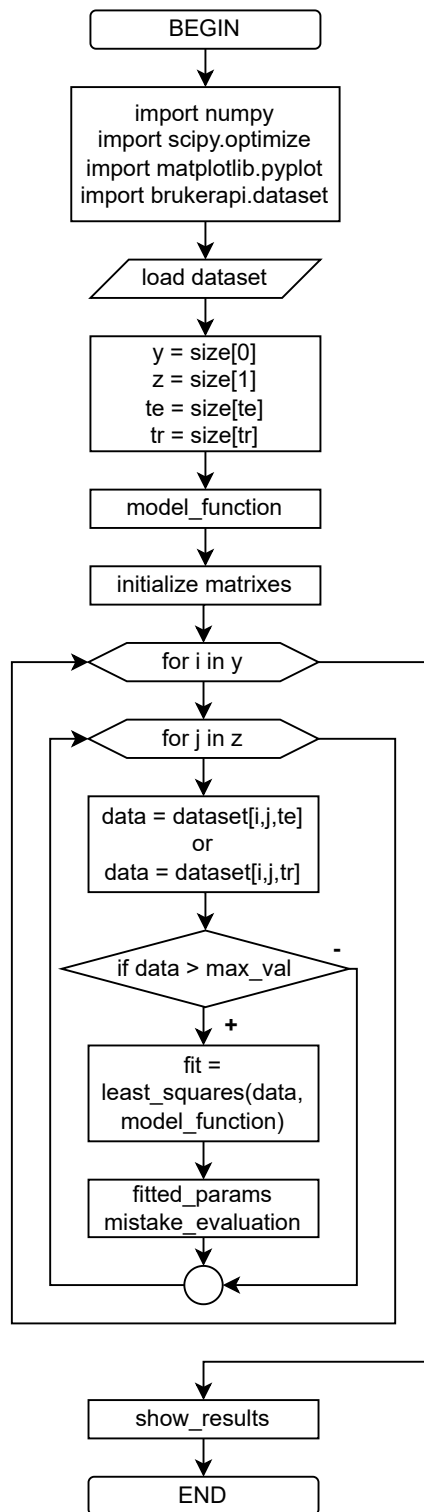 BEGIN
import numpy
import scipy.optimize
import matplotlib.pyplot
import brukerapi.dataset
load dataset
y = size[0]
z = size[1]
te = size[te]
tr = size[tr]
model_function
initialize matrixes
for i in y
for j in z
data = dataset[i,j,te]
or
data = dataset[i,j,tr]
-
if data > max_val
+
fit =
least_squares(data,
model_function)
fitted_params
mistake_evaluation
show_results
END